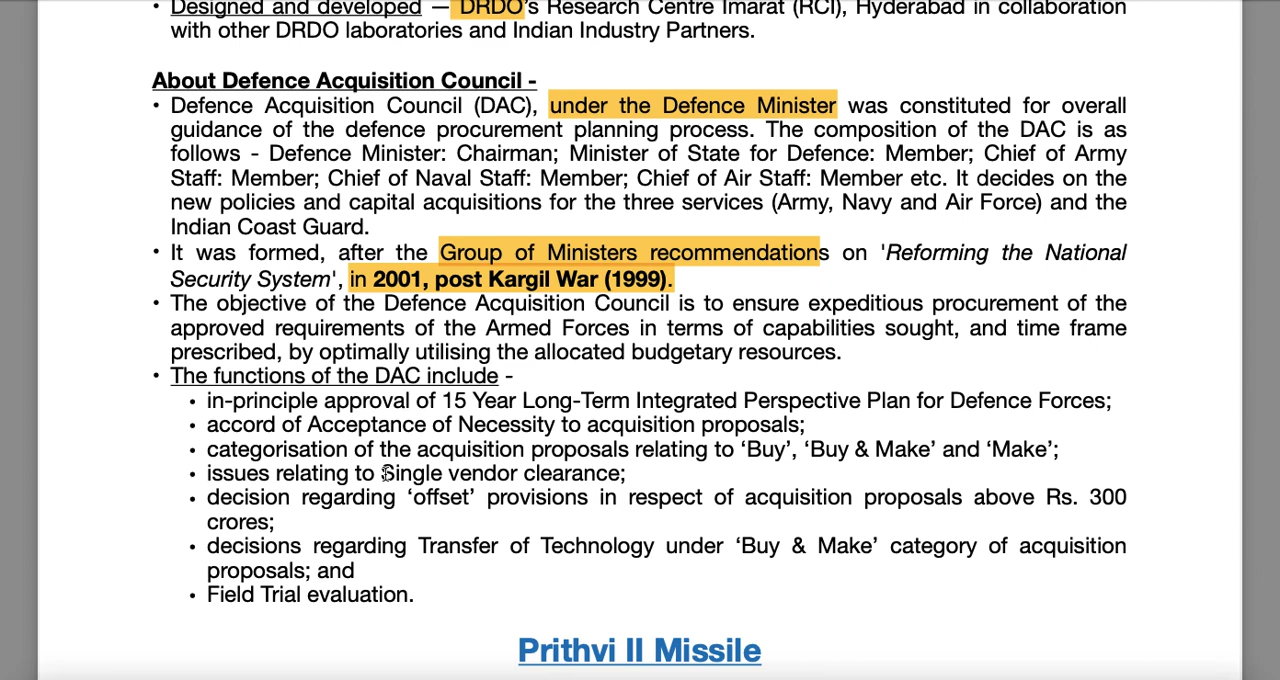 • Designed and developed — DRDO’s Research Centre Imarat (RCI), Hyderabad in collaboration
with other DRDO laboratories and Indian Industry Partners.
About Defence Acquisition Council -
• Defence Acquisition Council (DAC), under the Defence Minister was constituted for overall
guidance of the defence procurement planning process. The composition of the DAC is as
follows - Defence Minister: Chairman; Minister of State for Defence: Member; Chief of Army
Staff: Member; Chief of Naval Staff: Member; Chief of Air Staff: Member etc. It decides on the
new policies and capital acquisitions for the three services (Army, Navy and Air Force) and the
Indian Coast Guard.
• It was formed, after the Group of Ministers recommendations on 'Reforming the National
Security System', in 2001, post Kargil War (1999).
• The objective of the Defence Acquisition Council is to ensure expeditious procurement of the
approved requirements of the Armed Forces in terms of capabilities sought, and time frame
prescribed, by optimally utilising the allocated budgetary resources.
• The functions of the DAC include -
• in-principle approval of 15 Year Long-Term Integrated Perspective Plan for Defence Forces;
• accord of Acceptance of Necessity to acquisition proposals;
• categorisation of the acquisition proposals relating to ‘Buy’, ‘Buy & Make’ and ‘Make’;
• issues relating to Single vendor clearance;
• decision regarding ‘offset’ provisions in respect of acquisition proposals above Rs. 300
crores;
• decisions regarding Transfer of Technology under ‘Buy & Make’ category of acquisition
proposals; and
• Field Trial evaluation.
Prithvi II Missile